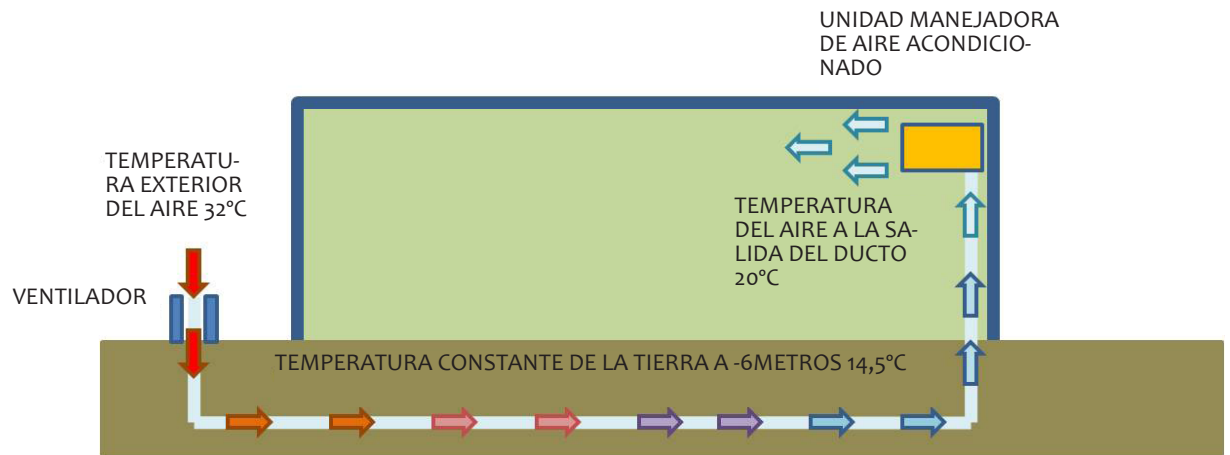 UNIDAD MANEJADORA
DE AIRE ACONDICIO-
NADO
TEMPERATU-
RA EXTERIOR
DEL AIRE 32°C
TEMPERATURA
DEL AIRE A LA SA-
LIDA DEL DUCTO
20°C
VENTILADOR
TEMPERATURA CONSTANTE DE LA TIERRA A -6METROS 14,5°C